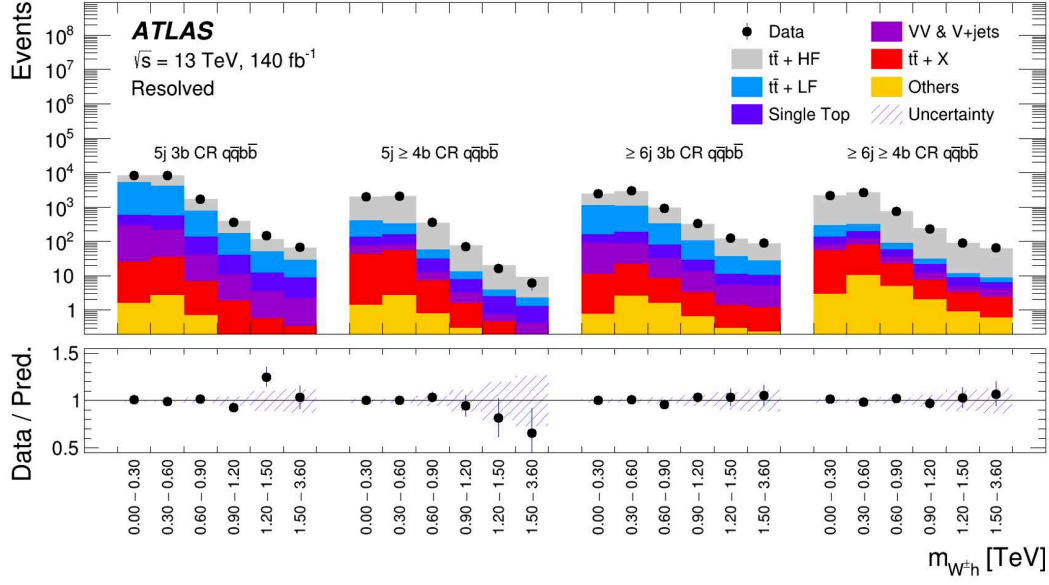 Events
10⁸
10⁷
10⁶
10⁵
10⁴
10³
10²
10
1
ATLAS
√s = 13 TeV, 140 fb⁻¹
Resolved
Data
tt̄ + HF
tt̄ + LF
Single Top
VV & V+jets
tt̄ + X
Others
Uncertainty
5j 3b CR qq̄bb̄
5j ≥ 4b CR qq̄bb̄
≥ 6j 3b CR qq̄bb̄
≥ 6j ≥ 4b CR qq̄bb̄
Data / Pred.
1.5
1
0.5
0.00 – 0.30
0.30 – 0.60
0.60 – 0.90
0.90 – 1.20
1.20 – 1.50
1.50 – 3.60
0.00 – 0.30
0.30 – 0.60
0.60 – 0.90
0.90 – 1.20
1.20 – 1.50
1.50 – 3.60
0.00 – 0.30
0.30 – 0.60
0.60 – 0.90
0.90 – 1.20
1.20 – 1.50
1.50 – 3.60
0.00 – 0.30
0.30 – 0.60
0.60 – 0.90
0.90 – 1.20
1.20 – 1.50
1.50 – 3.60
m_W±h [TeV]